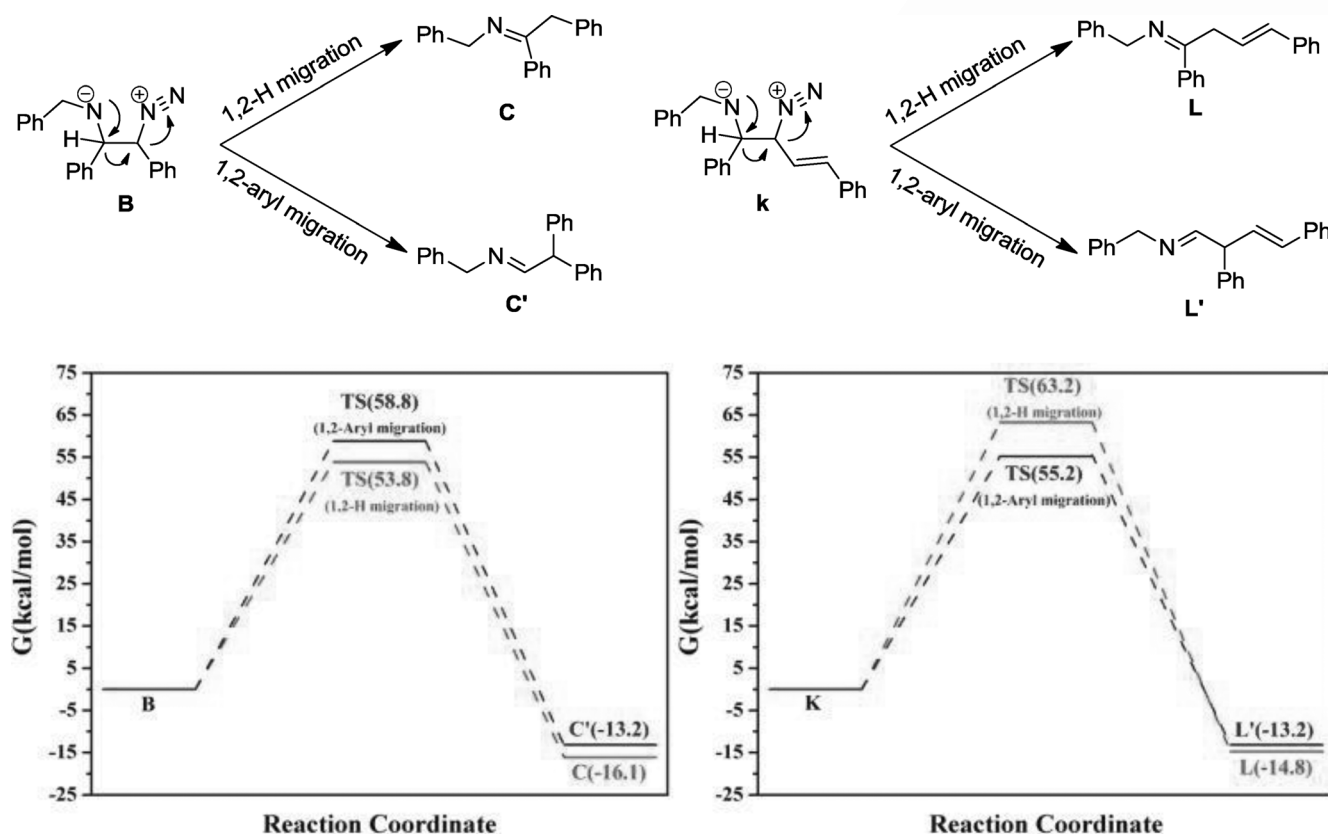 Ph
N
Ph
Ph
C
1,2-H migration
1,2-aryl migration
Ph
N
⊖
⊕
N
N
H
Ph
Ph
B
Ph
N
Ph
Ph
C'
Ph
N
Ph
Ph
L
1,2-H migration
1,2-aryl migration
Ph
N
⊖
⊕
N
N
H
Ph
Ph
k
Ph
N
Ph
Ph
L'
75
65
55
45
35
25
15
5
-5
-15
-25
G(kcal/mol)
TS(58.8)
(1,2-Aryl migration)
TS(53.8)
(1,2-H migration)
B
C'(-13.2)
C(-16.1)
Reaction Coordinate
75
65
55
45
35
25
15
5
-5
-15
-25
G(kcal/mol)
TS(63.2)
(1,2-H migration)
TS(55.2)
(1,2-Aryl migration)
K
L'(-13.2)
L(-14.8)
Reaction Coordinate